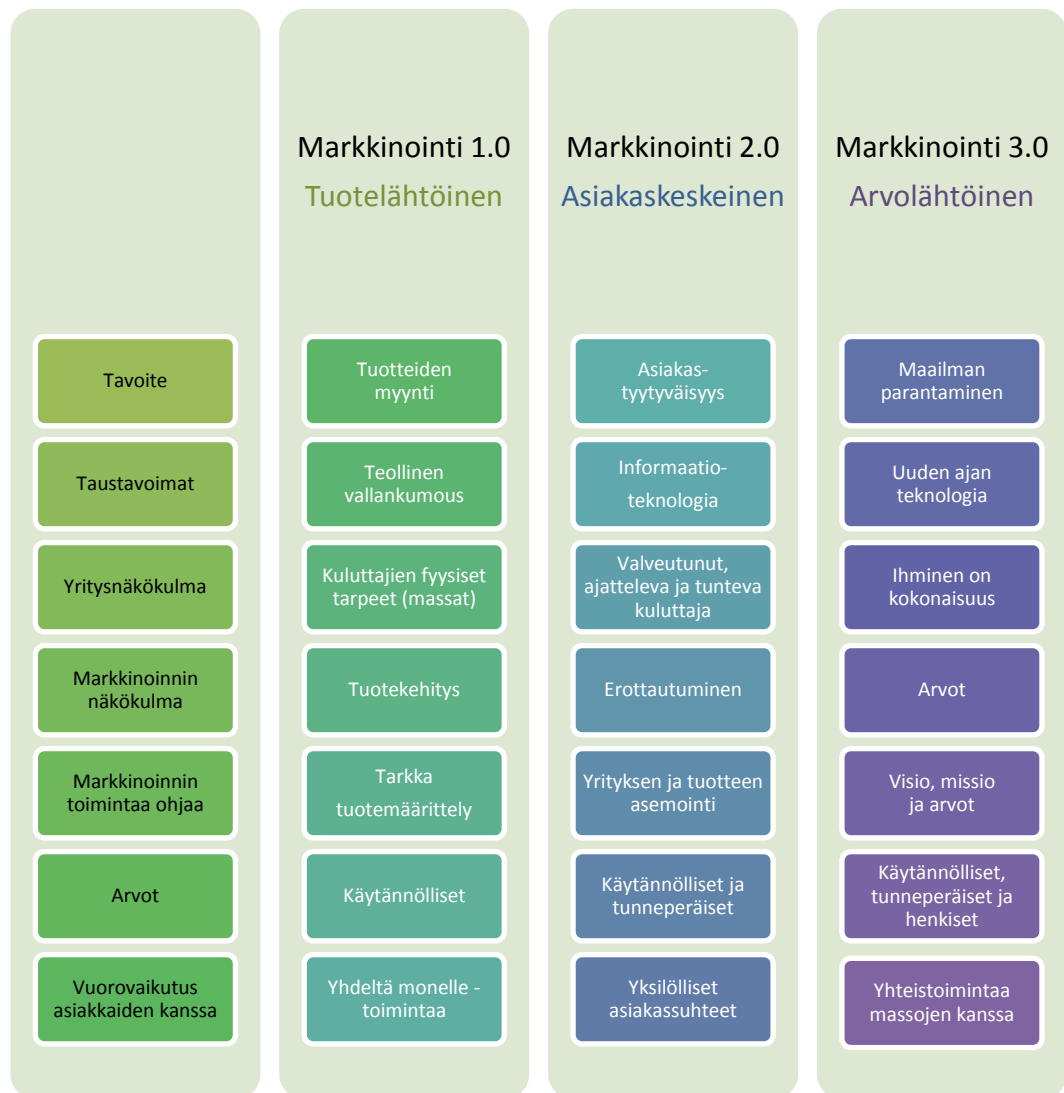 Markkinointi 1.0
Tuotelähtöinen
Markkinointi 2.0
Asiakaskeskeinen
Markkinointi 3.0
Arvolähtöinen
Tavoite
Tuotteiden
myynti
Asiakas-
tyytyväisyys
Maailman
parantaminen
Taustavoimat
Teollinen
vallankumous
Informaatio-
teknologia
Uuden ajan
teknologia
Yritysnäkökulma
Kuluttajien fyysiset
tarpeet (massat)
Valveutunut,
ajatteleva ja tunteva
kuluttaja
Ihminen on
kokonaisuus
Markkinoinnin
näkökulma
Tuotekehitys
Erottautuminen
Arvot
Markkinoinnin
toimintaa ohjaa
Tarkka
tuotemäärittely
Yrityksen ja tuotteen
asemointi
Visio, missio
ja arvot
Arvot
Käytännölliset
Käytännölliset ja
tunneperäiset
Käytännölliset,
tunneperäiset ja
henkiset
Vuorovaikutus
asiakkaiden kanssa
Yhdeltä monelle -
toimintaa
Yksilölliset
asiakassuhteet
Yhteistoimintaa
massojen kanssa